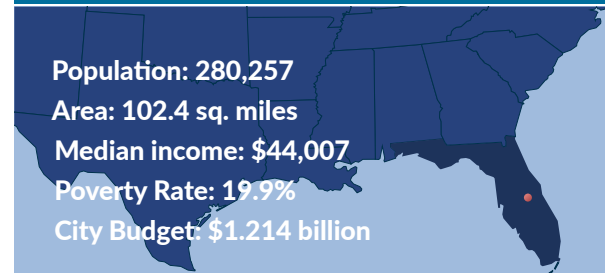 Population: 280,257
Area: 102.4 sq. miles
Median income: $44,007
Poverty Rate: 19.9%
City Budget: $1.214 billion